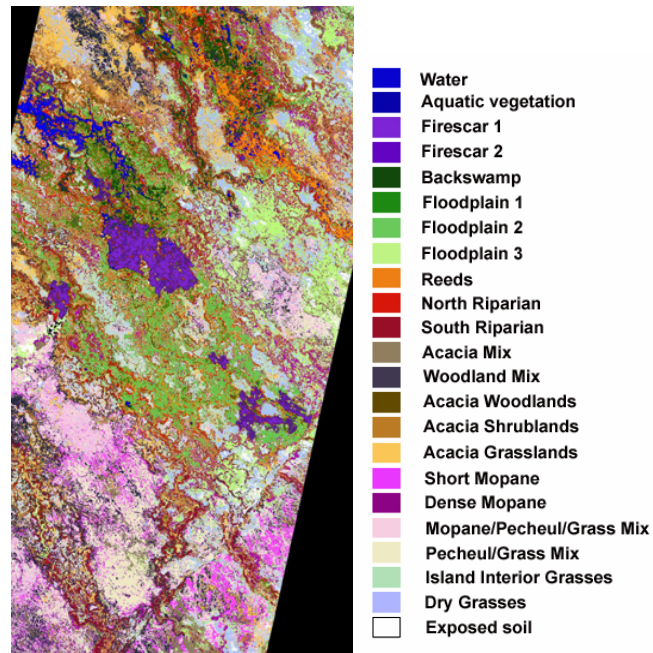 Water
Aquatic vegetation
Firescar 1
Firescar 2
Backswamp
Floodplain 1
Floodplain 2
Floodplain 3
Reeds
North Riparian
South Riparian
Acacia Mix
Woodland Mix
Acacia Woodlands
Acacia Shrublands
Acacia Grasslands
Short Mopane
Dense Mopane
Mopane/Pecheul/Grass Mix
Pecheul/Grass Mix
Island Interior Grasses
Dry Grasses
Exposed soil